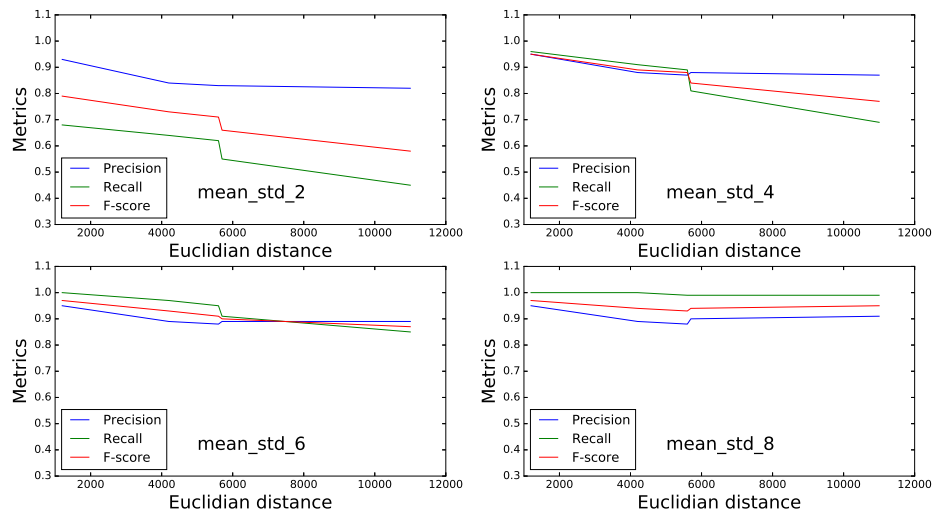 1.1
1.0
0.9
0.8
0.7
0.6
0.5
0.4
0.3
Metrics
Precision
Recall
F-score
mean_std_2
2000 4000 6000 8000 10000 12000
Euclidian distance
1.1
1.0
0.9
0.8
0.7
0.6
0.5
0.4
0.3
Metrics
Precision
Recall
F-score
mean_std_4
2000 4000 6000 8000 10000 12000
Euclidian distance
1.1
1.0
0.9
0.8
0.7
0.6
0.5
0.4
0.3
Metrics
Precision
Recall
F-score
mean_std_6
2000 4000 6000 8000 10000 12000
Euclidian distance
1.1
1.0
0.9
0.8
0.7
0.6
0.5
0.4
0.3
Metrics
Precision
Recall
F-score
mean_std_8
2000 4000 6000 8000 10000 12000
Euclidian distance